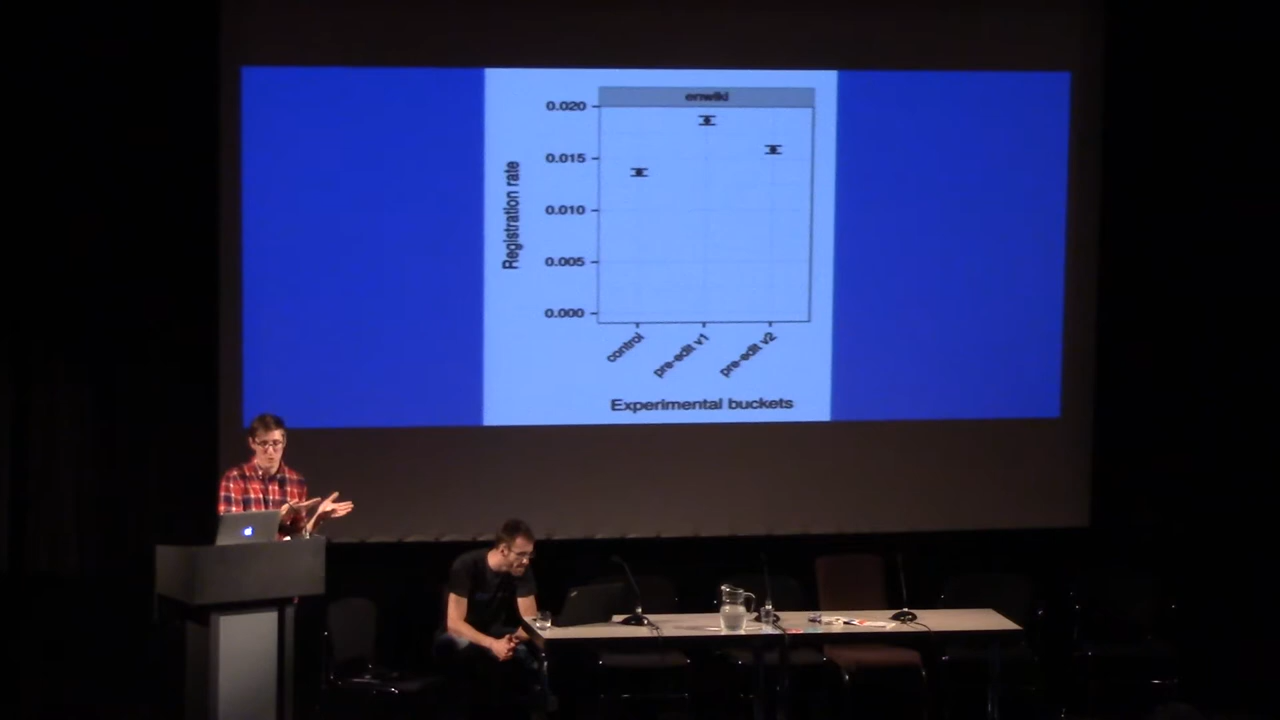 enwiki
0.020
0.015
0.010
0.005
0.000
Registration rate
control
pre-edit v1
pre-edit v2
Experimental buckets